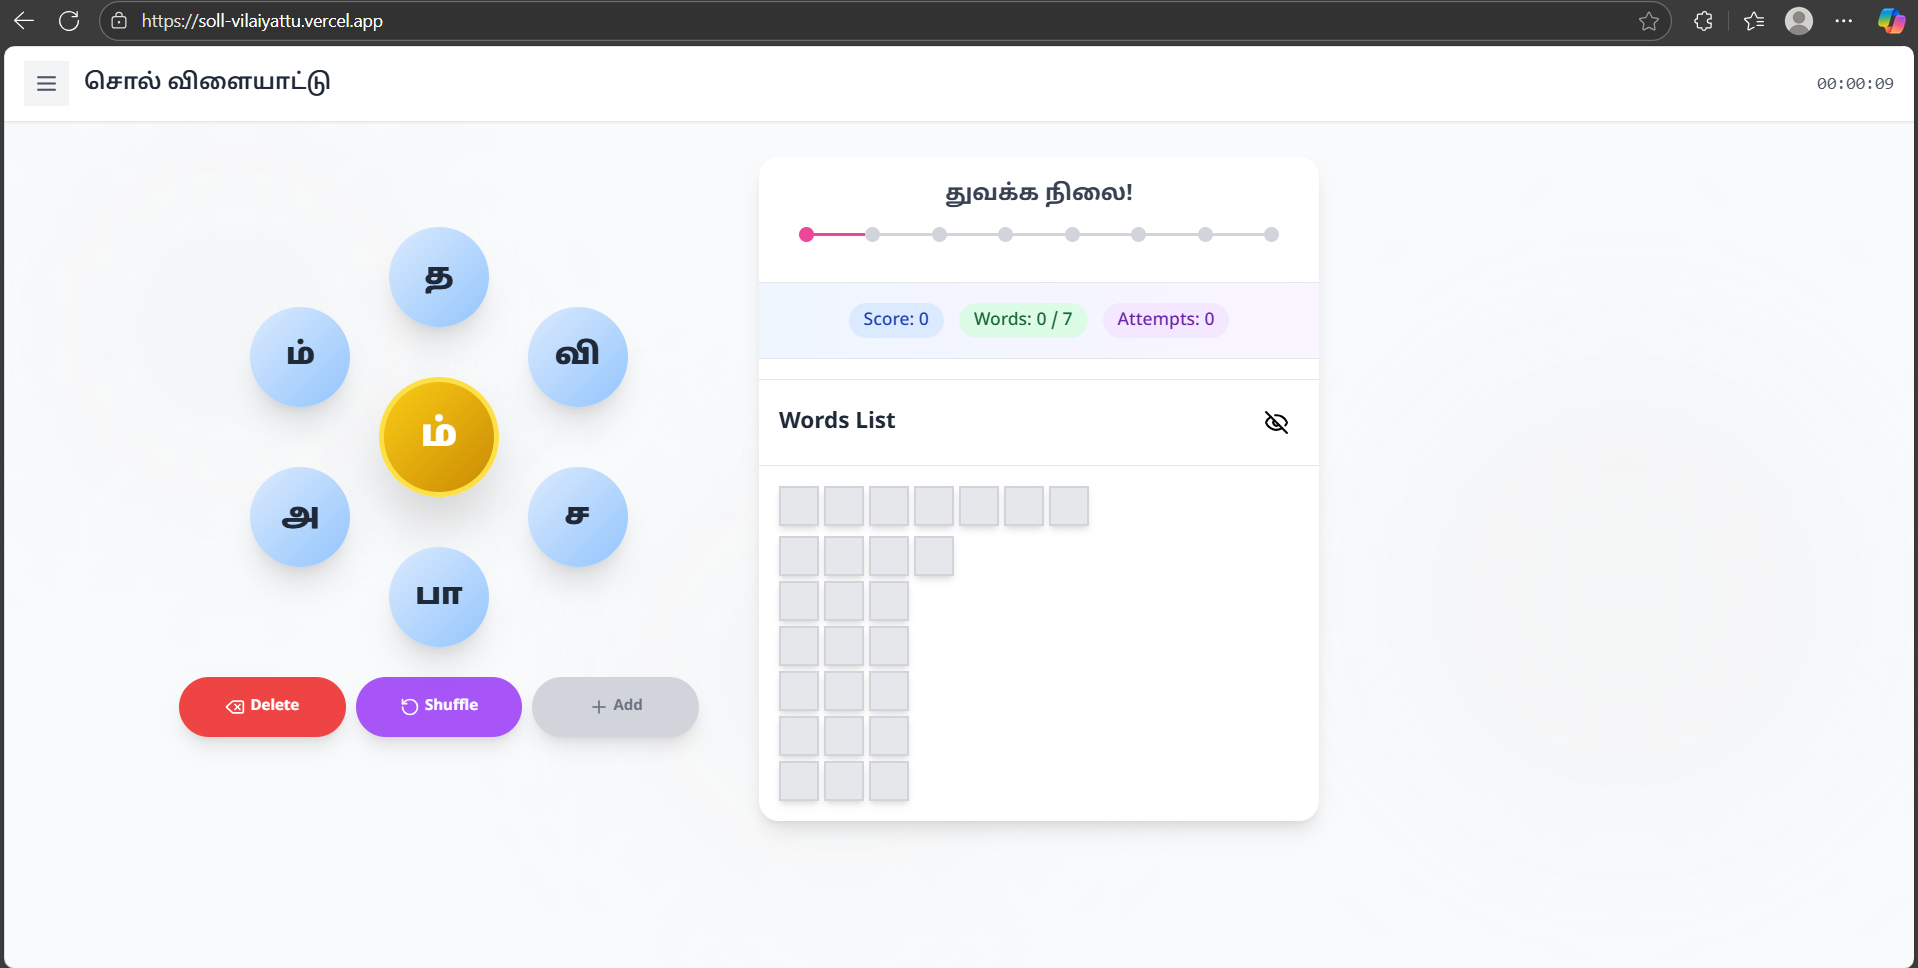 https://soll-vilaiyattu.vercel.app
சொல் விளையாட்டு
00:00:09
த
ம்
வி
ம்
அ
ச
பா
Delete
Shuffle
+ Add
துவக்க நிலை!
Score: 0
Words: 0 / 7
Attempts: 0
Words List